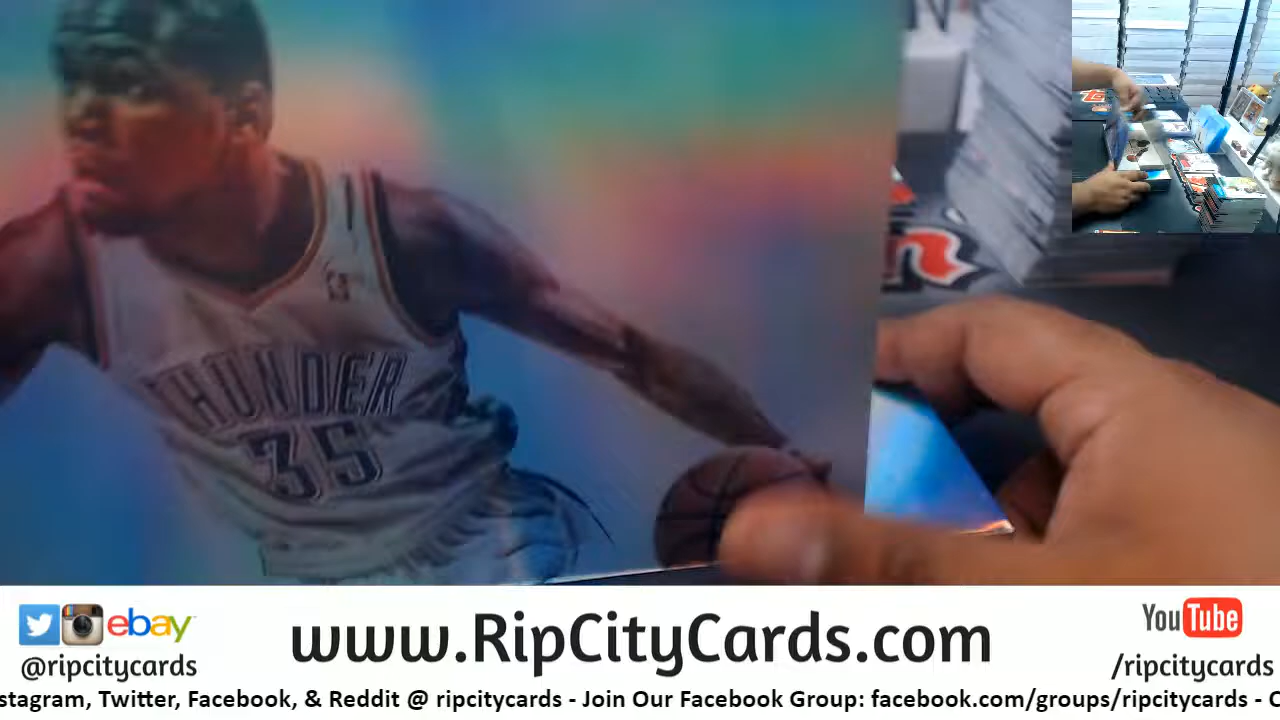 THUNDER
35
ebay
@ripcitycards
www.RipCityCards.com
YouTube
/ripcitycards
stagram, Twitter, Facebook, & Reddit @ ripcitycards - Join Our Facebook Group: facebook.com/groups/ripcitycards -